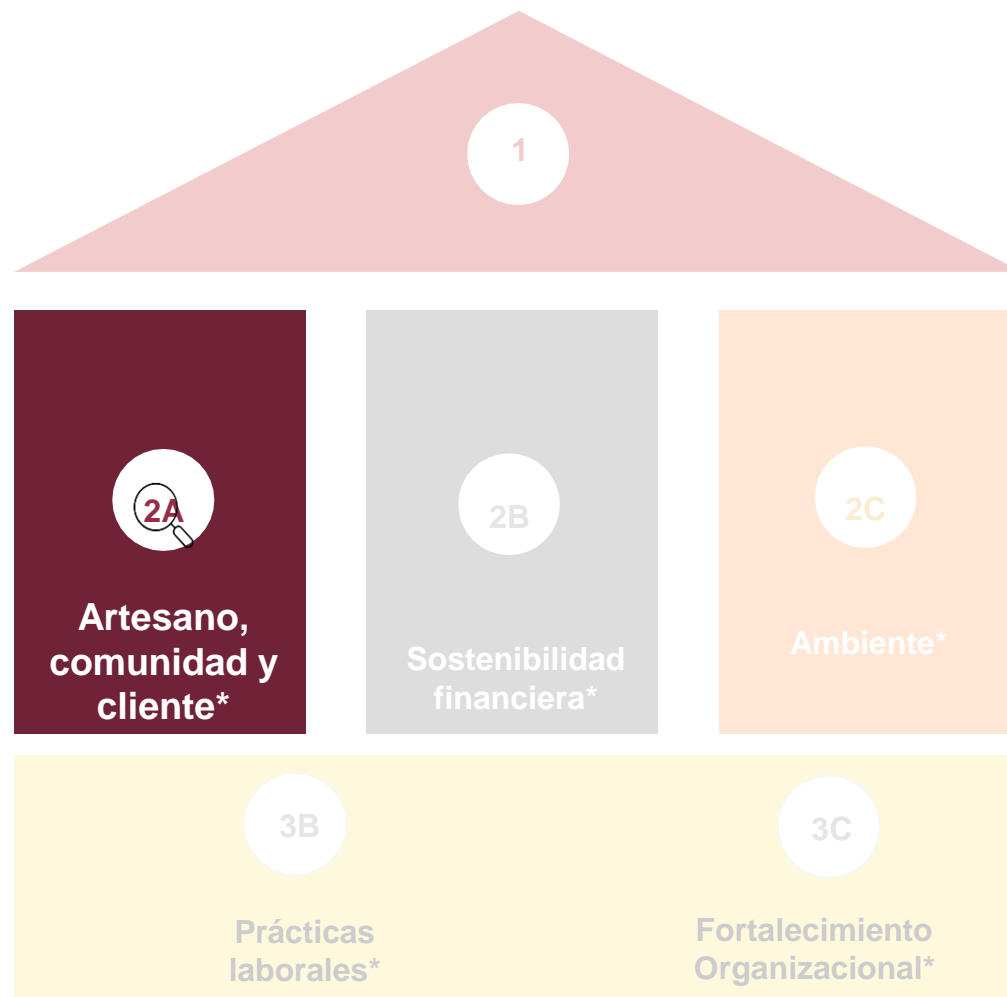 1
2A
Artesano,
comunidad y
cliente*
2B
Sostenibilidad
financiera*
2C
Ambiente*
3B
Prácticas
laborales*
3C
Fortalecimiento
Organizacional*